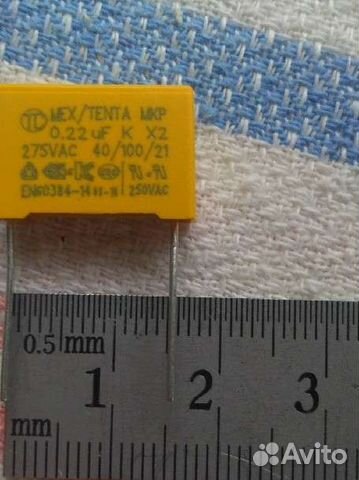 TC MEX/TENTA MKP
0.22uF K X2
275VAC 40/100/21
EN60384-14 250VAC
0.5 mm
1 2 3
mm
Avito